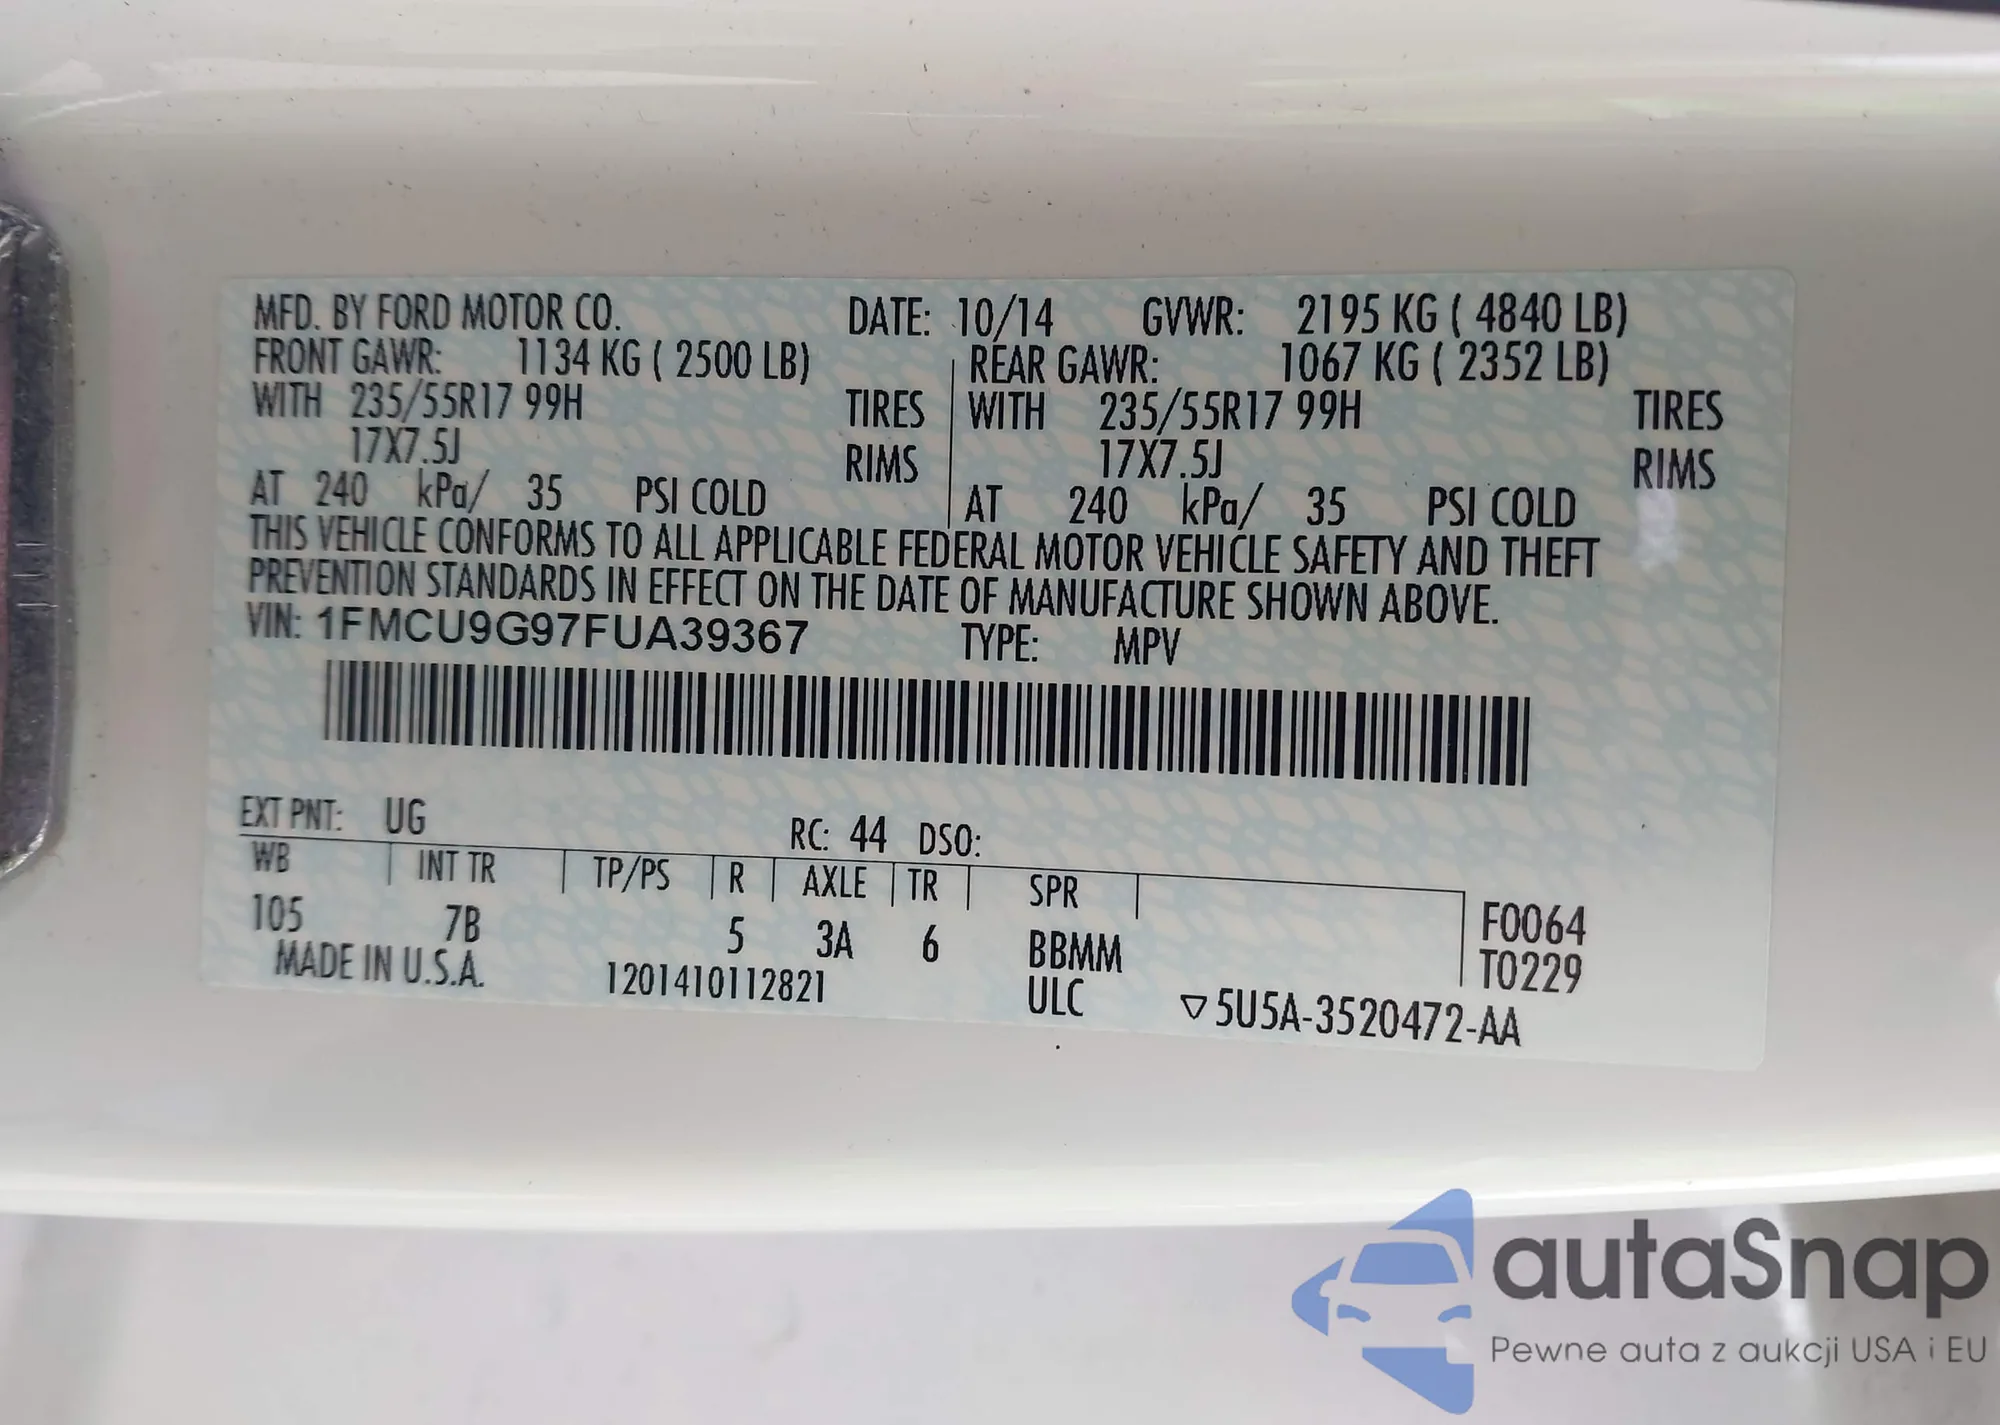 MFD. BY FORD MOTOR CO. DATE: 10/14 GVWR: 2195 KG ( 4840 LB)
FRONT GAWR: 1134 KG ( 2500 LB) REAR GAWR: 1067 KG ( 2352 LB)
WITH 235/55R17 99H TIRES WITH 235/55R17 99H TIRES
17X7.5J RIMS 17X7.5J RIMS
AT 240 kPa/ 35 PSI COLD AT 240 kPa/ 35 PSI COLD
THIS VEHICLE CONFORMS TO ALL APPLICABLE FEDERAL MOTOR VEHICLE SAFETY AND THEFT
PREVENTION STANDARDS IN EFFECT ON THE DATE OF MANUFACTURE SHOWN ABOVE.
VIN: 1FMCU9G97FUA39367 TYPE: MPV
EXT PNT: UG RC: 44 DSO:
WB INT TR TP/PS R AXLE TR SPR
105 7B 5 3A 6 BBMM F0064
MADE IN U.S.A. 1201410112821 ULC T0229
▽5U5A-3520472-AA
autaSnap
Pewne auta z aukcji USA i EU